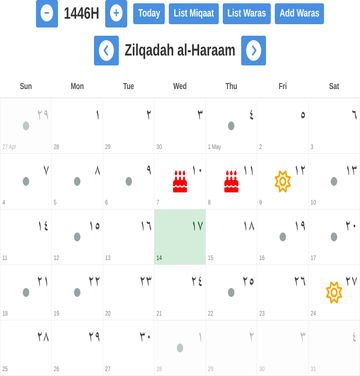 1446H Today List Miqaat List Waras Add Waras
Zilqadah al-Haraam
Sun Mon Tue Wed Thu Fri Sat
٢٩ ١ ٢ ٣ ٤ ٥ ٦
27 Apr 28 29 30 1 May 2 3
٧ ٨ ٩ ١٠ ١١ ١٢ ١٣
4 5 6 7 8 9 10
١٤ ١٥ ١٦ ١٧ ١٨ ١٩ ٢٠
11 12 13 14 15 16 17
٢١ ٢٢ ٢٣ ٢٤ ٢٥ ٢٦ ٢٧
18 19 20 21 22 23 24
٢٨ ٢٩ ٣٠ ١ ٢ ٣ ٤
25 26 27 28 29 30 31